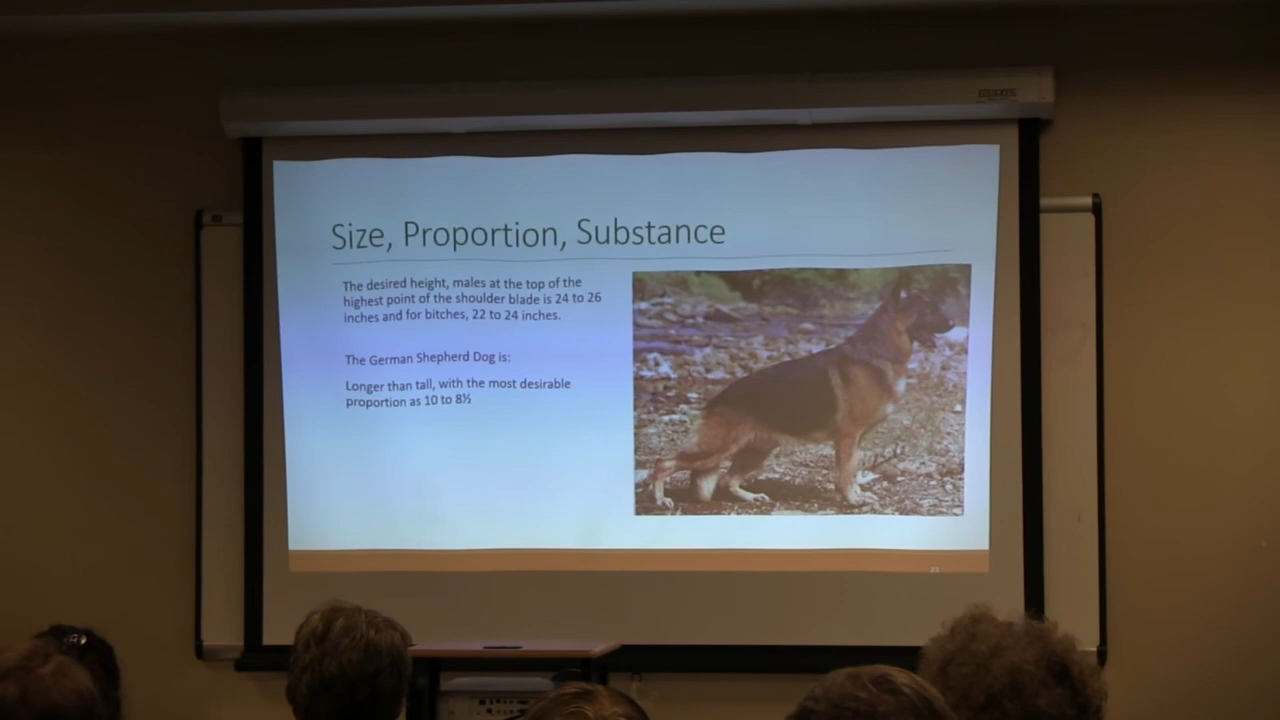 Size, Proportion, Substance
The desired height, males at the top of the
highest point of the shoulder blade is 24 to 26
inches and for bitches, 22 to 24 inches.
The German Shepherd Dog is:
Longer than tall, with the most desirable
proportion as 10 to 8½
23